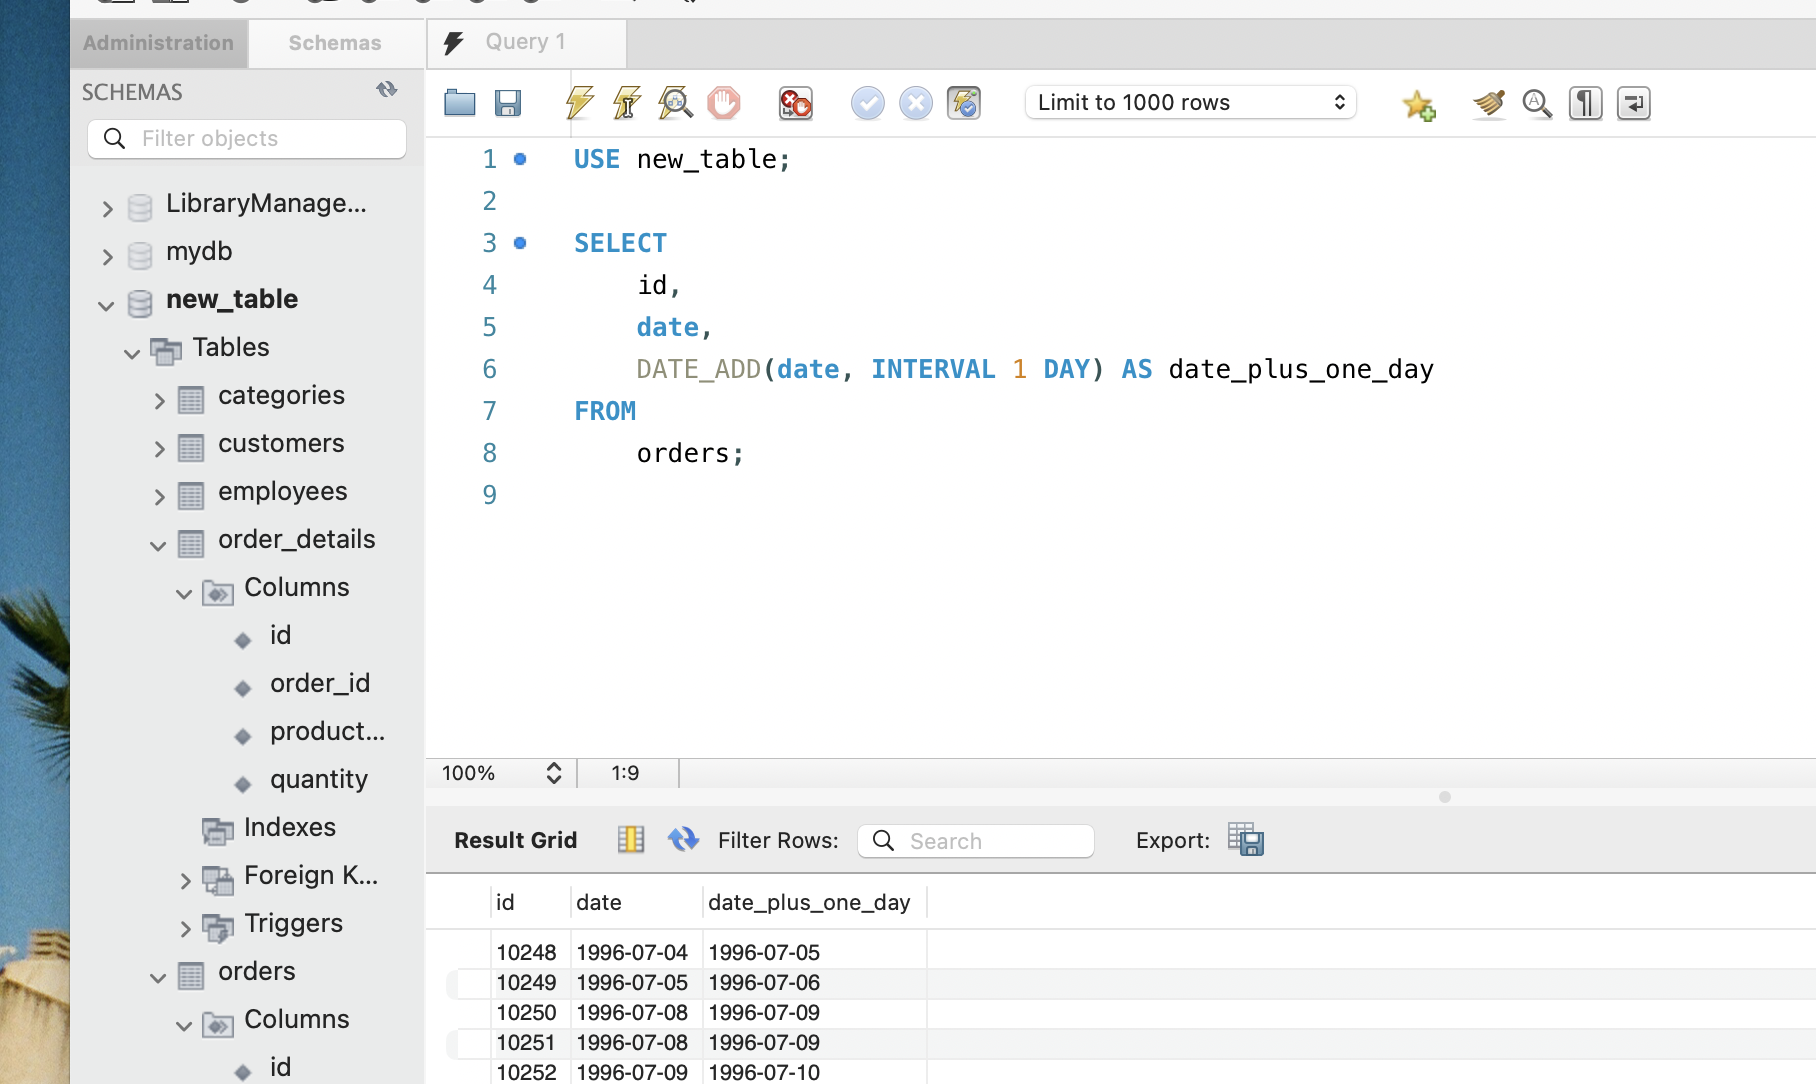 Administration
Schemas
Query 1
SCHEMAS
Filter objects
Limit to 1000 rows
LibraryManage...
mydb
new_table
Tables
categories
customers
employees
order_details
Columns
id
order_id
product...
quantity
Indexes
Foreign K...
Triggers
orders
Columns
id
1 USE new_table;
2
3 SELECT
4 id,
5 date,
6 DATE_ADD(date, INTERVAL 1 DAY) AS date_plus_one_day
7 FROM
8 orders;
9
100% 1:9
Result Grid Filter Rows: Search Export:
id date date_plus_one_day
10248 1996-07-04 1996-07-05
10249 1996-07-05 1996-07-06
10250 1996-07-08 1996-07-09
10251 1996-07-08 1996-07-09
10252 1996-07-09 1996-07-10